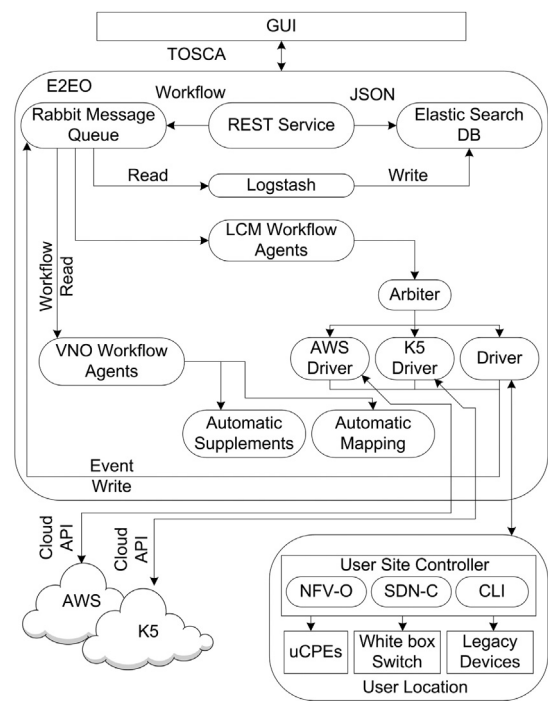 GUI
TOSCA
E2EO
Workflow
JSON
Rabbit Message
Queue
REST Service
Elastic Search
DB
Read
Logstash
Write
LCM Workflow
Agents
Workflow
Read
Arbiter
VNO Workflow
Agents
AWS
Driver
K5
Driver
Driver
Automatic
Supplements
Automatic
Mapping
Event
Write
Cloud
API
Cloud
API
AWS
K5
User Site Controller
NFV-O
SDN-C
CLI
uCPEs
White box
Switch
Legacy
Devices
User Location